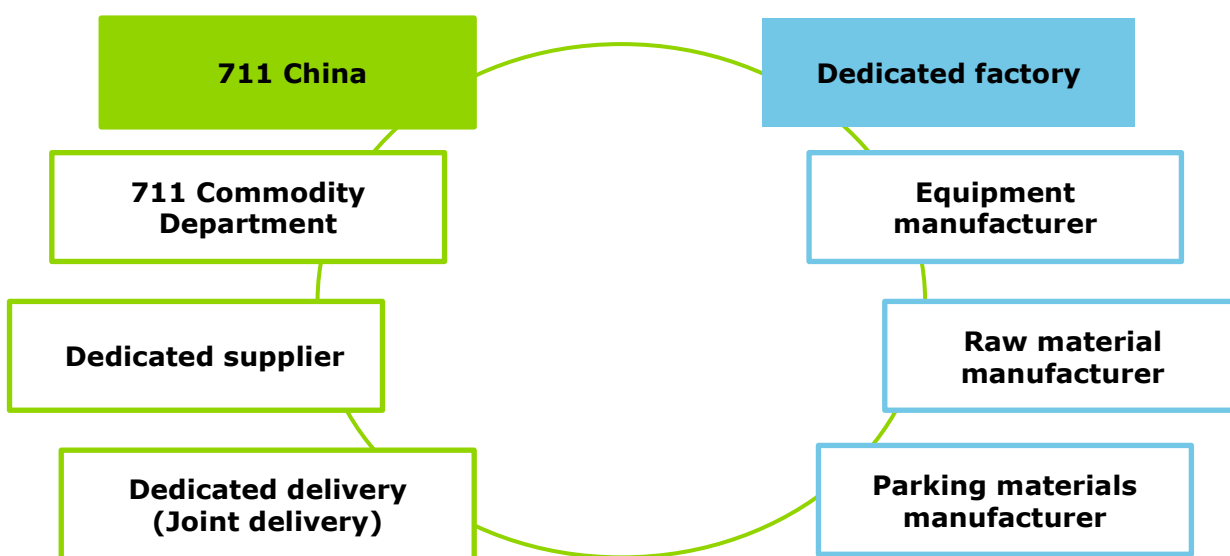 711 China
711 Commodity
Department
Dedicated supplier
Dedicated delivery
(Joint delivery)
Dedicated factory
Equipment
manufacturer
Raw material
manufacturer
Parking materials
manufacturer